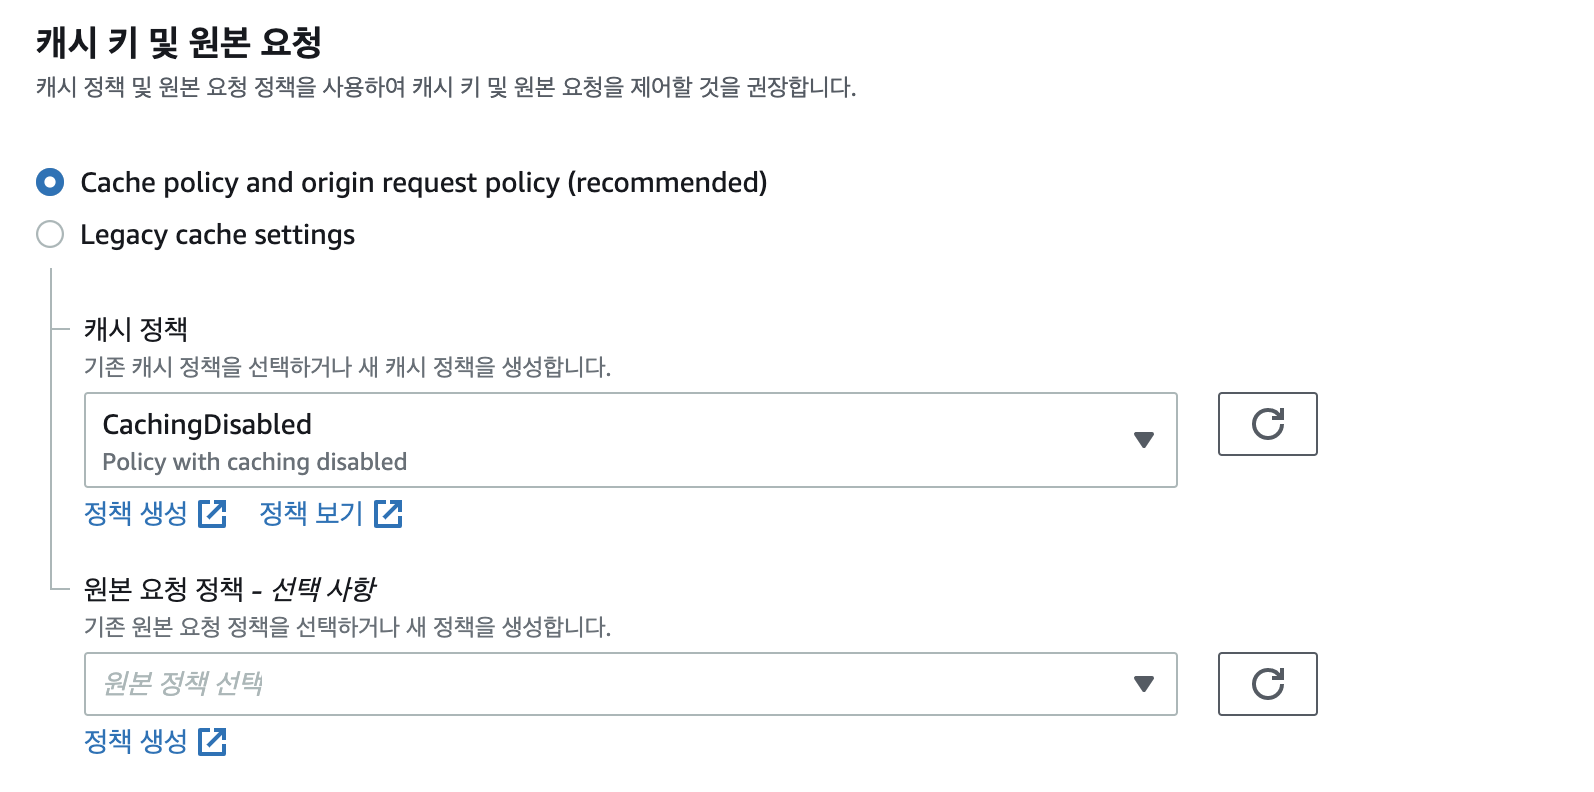 캐시 키 및 원본 요청
캐시 정책 및 원본 요청 정책을 사용하여 캐시 키 및 원본 요청을 제어할 것을 권장합니다.
Cache policy and origin request policy (recommended)
Legacy cache settings
캐시 정책
기존 캐시 정책을 선택하거나 새 캐시 정책을 생성합니다.
CachingDisabled
Policy with caching disabled
정책 생성 정책 보기
원본 요청 정책 - 선택 사항
기존 원본 요청 정책을 선택하거나 새 정책을 생성합니다.
원본 정책 선택
정책 생성